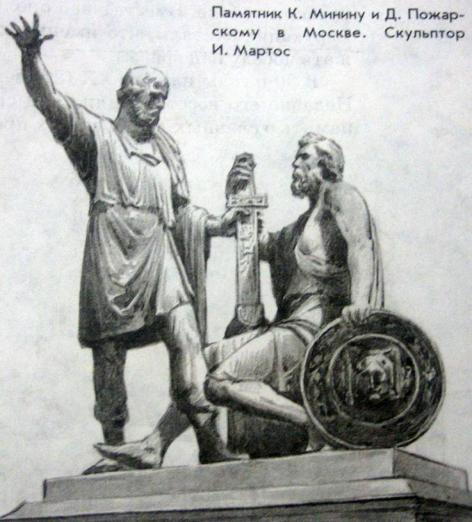 Памятник К. Минину и Д. Пожар-
скому в Москве. Скульптор
И. Мартос